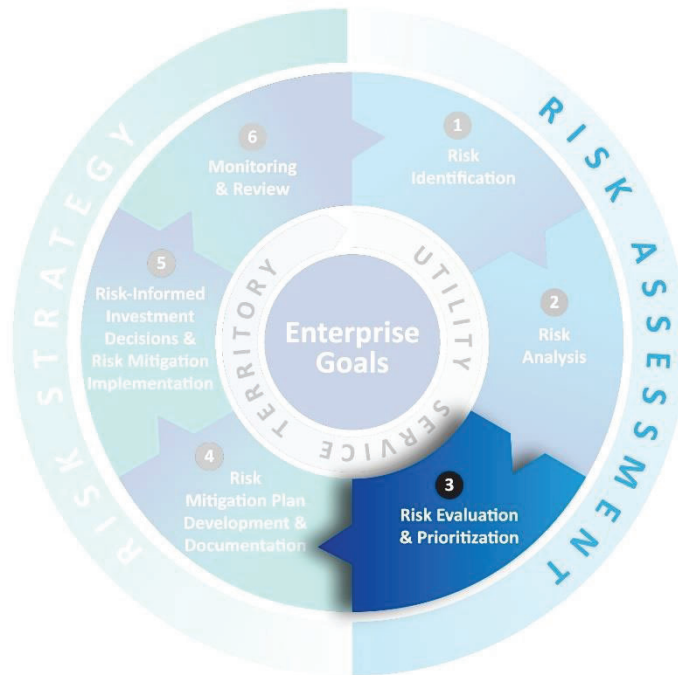 RISK STRATEGY
RISK ASSESSMENT
6
Monitoring
& Review
1
Risk
Identification
5
Risk-Informed
Investment
Decisions &
Risk Mitigation
Implementation
2
Risk
Analysis
UTILITY SERVICE TERRITORY
Enterprise
Goals
4
Risk
Mitigation Plan
Development &
Documentation
3
Risk Evaluation
& Prioritization